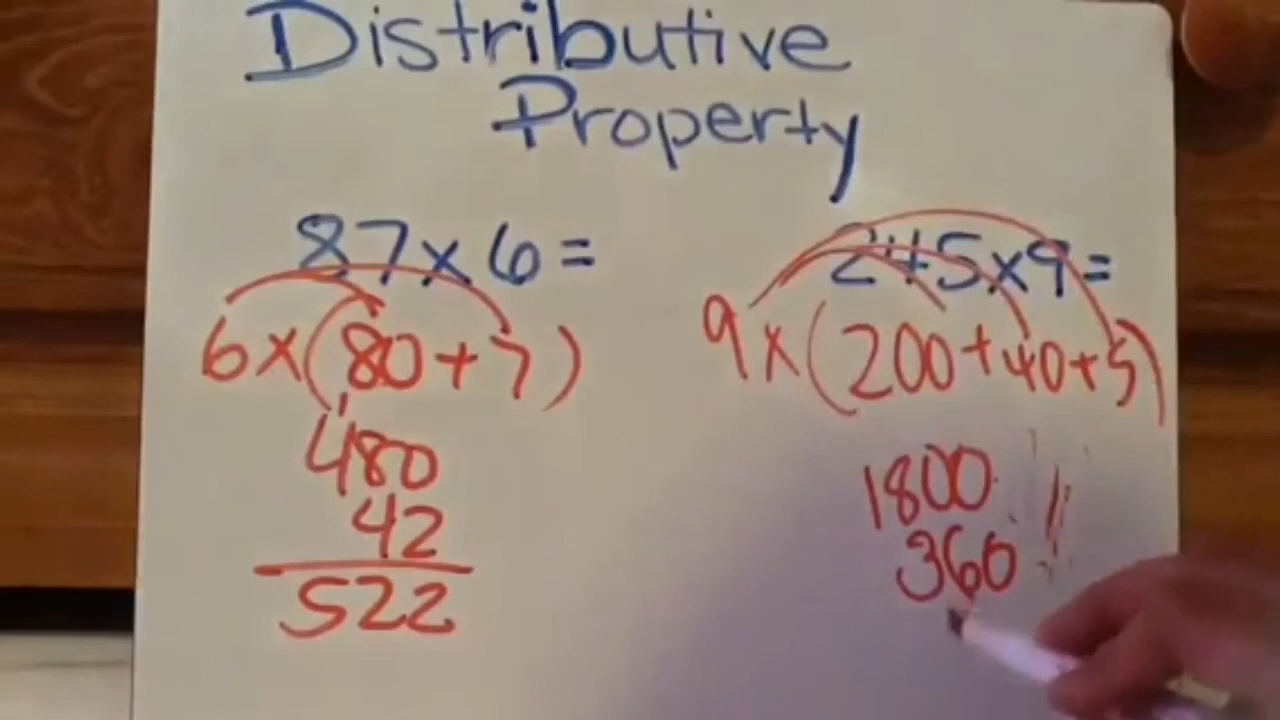 Distributive
Property
87x6=
6x(80+7)
480
42
522
245x9=
9x(200+40+5)
1800
360